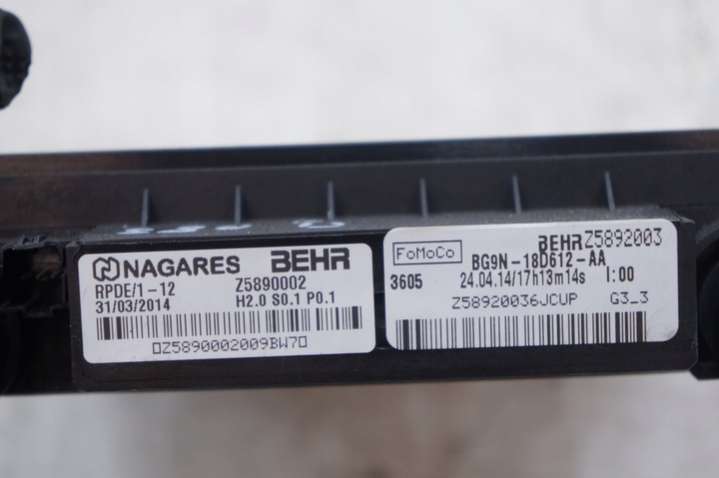 NAGARES BEHR
RPDE/1-12 Z5890002
31/03/2014 H2.0 S0.1 P0.1
▯Z5890002009BW7▯
BEHR Z5892003
FoMoCo BG9N-18D612-AA
3605 24.04.14/17h13m14s I:00
Z58920036JCUP G3_3